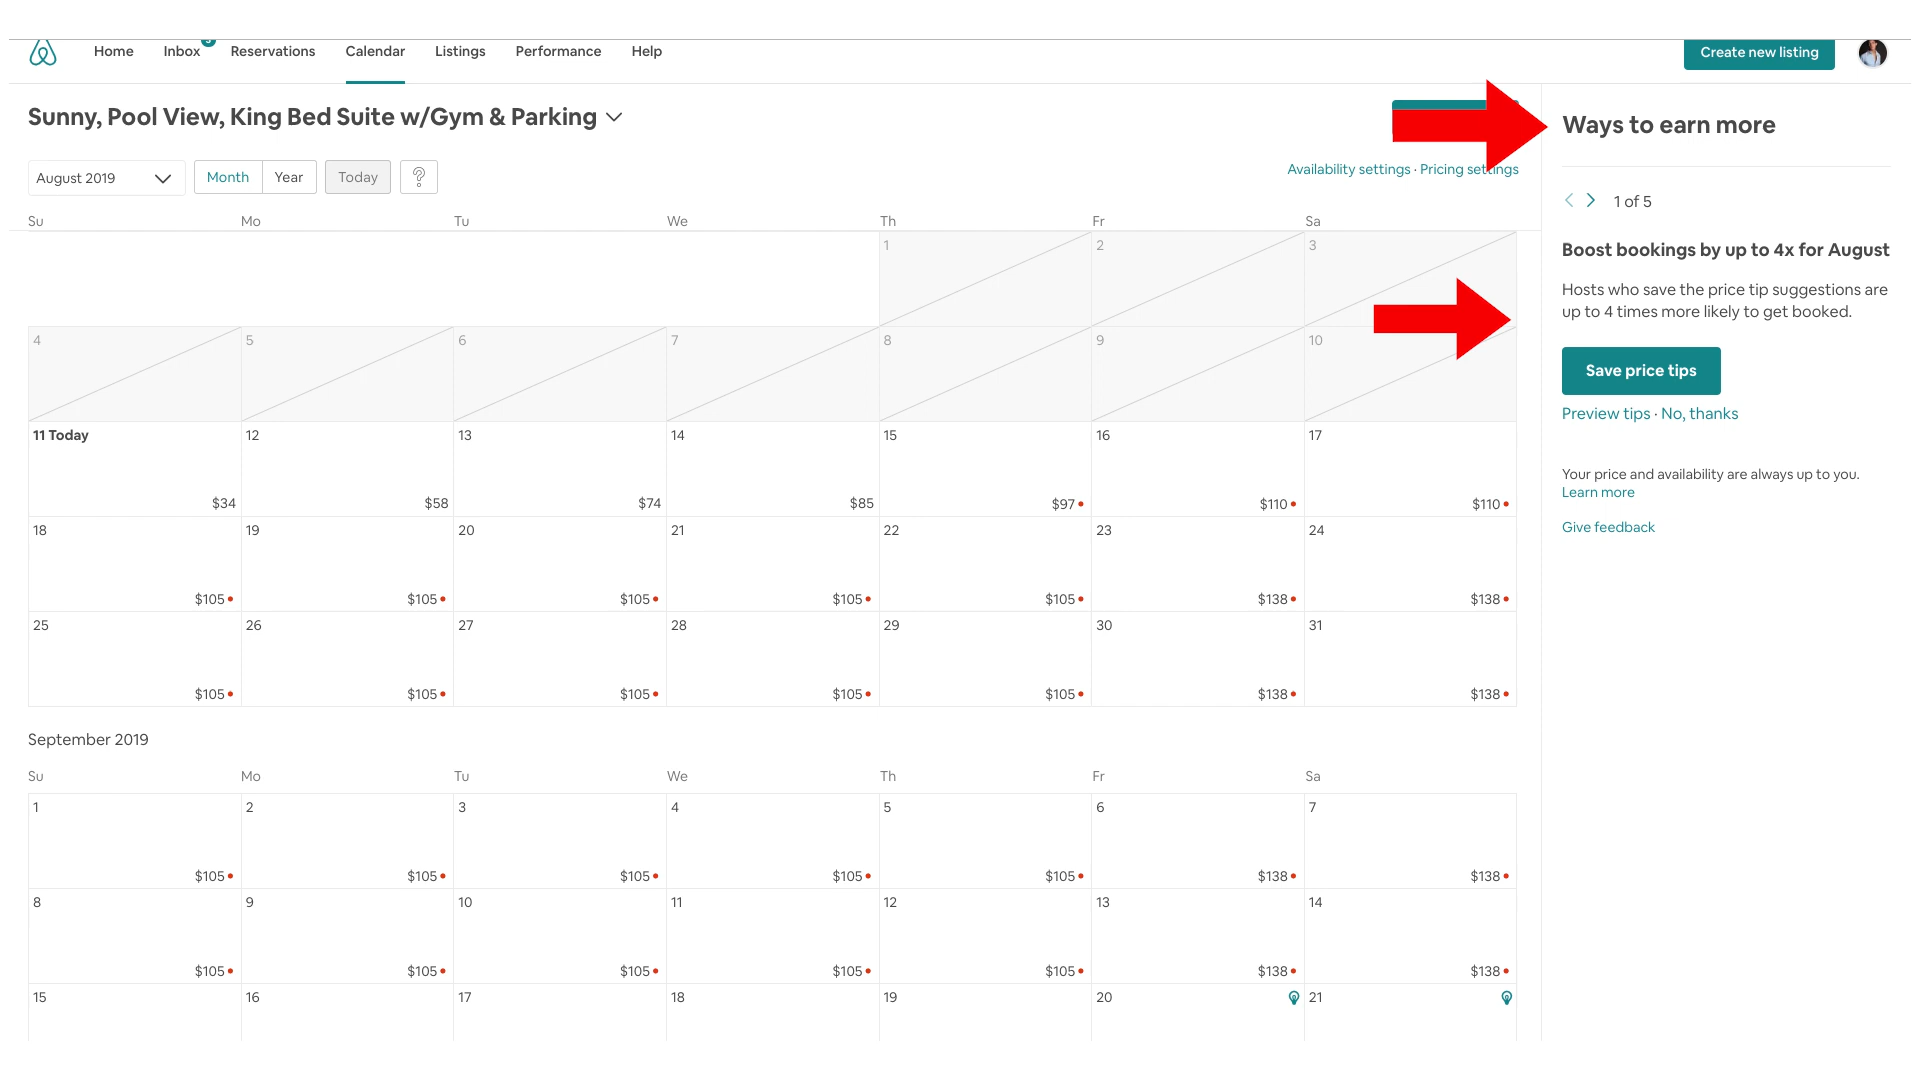 Home Inbox Reservations Calendar Listings Performance Help Create new listing
Sunny, Pool View, King Bed Suite w/Gym & Parking
August 2019 Month Year Today ?
Availability settings · Pricing settings
Su Mo Tu We Th Fr Sa
1 2 3
4 5 6 7 8 9 10
11 Today 12 13 14 15 16 17
$34 $58 $74 $85 $97 $110 $110
18 19 20 21 22 23 24
$105 $105 $105 $105 $105 $138 $138
25 26 27 28 29 30 31
$105 $105 $105 $105 $105 $138 $138
September 2019
Su Mo Tu We Th Fr Sa
1 2 3 4 5 6 7
$105 $105 $105 $105 $105 $138 $138
8 9 10 11 12 13 14
$105 $105 $105 $105 $105 $138 $138
15 16 17 18 19 20 21
Ways to earn more
1 of 5
Boost bookings by up to 4x for August
Hosts who save the price tip suggestions are
up to 4 times more likely to get booked.
Save price tips
Preview tips · No, thanks
Your price and availability are always up to you.
Learn more
Give feedback